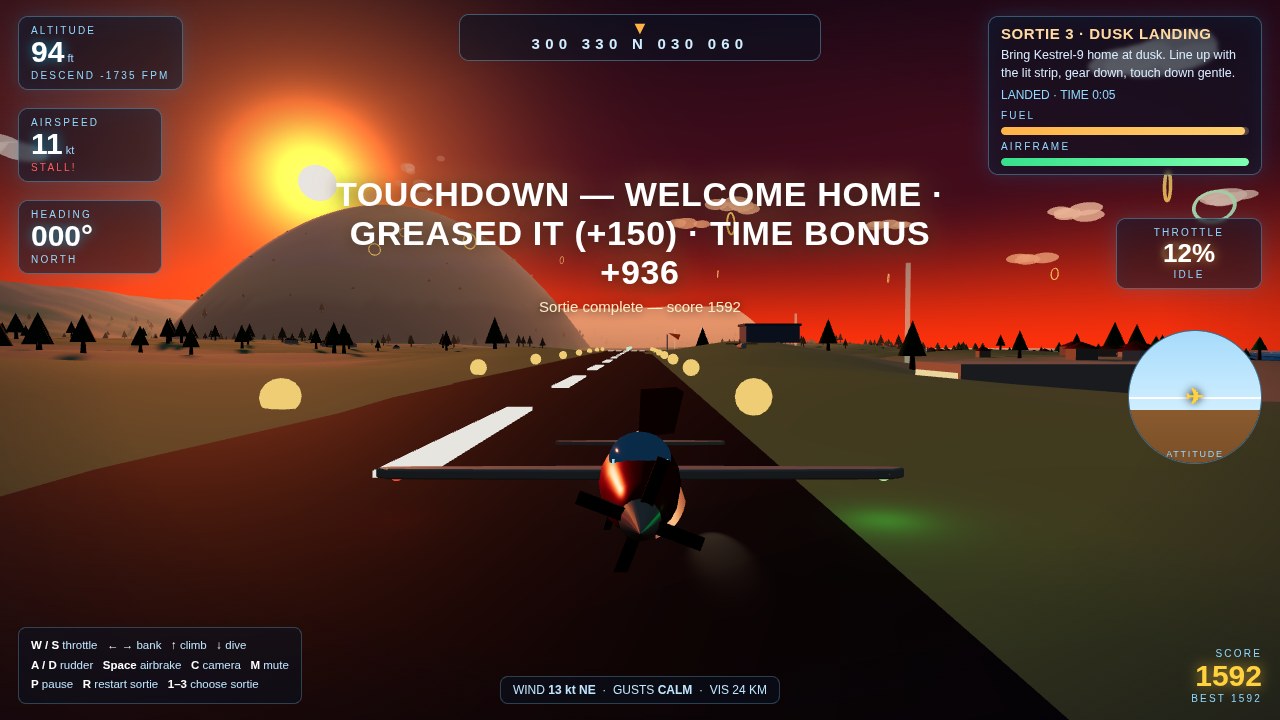 ALTITUDE
94 ft
DESCEND -1735 FPM
AIRSPEED
11 kt
STALL!
HEADING
000°
NORTH
300 330 N 030 060
SORTIE 3 · DUSK LANDING
Bring Kestrel-9 home at dusk. Line up with
the lit strip, gear down, touch down gentle.
LANDED · TIME 0:05
FUEL
AIRFRAME
THROTTLE
12%
IDLE
TOUCHDOWN — WELCOME HOME ·
GREASED IT (+150) · TIME BONUS
+936
Sortie complete — score 1592
ATTITUDE
W / S throttle ← → bank ↑ climb ↓ dive
A / D rudder Space airbrake C camera M mute
P pause R restart sortie 1–3 choose sortie
WIND 13 kt NE · GUSTS CALM · VIS 24 KM
SCORE
1592
BEST 1592